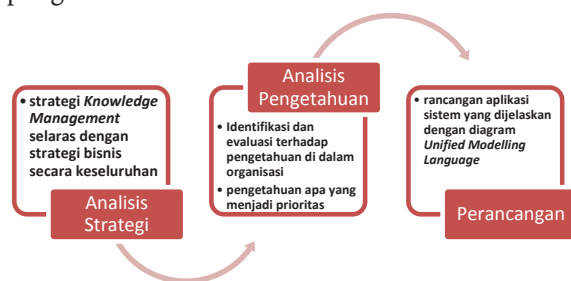 • strategi Knowledge
Management
selaras dengan
strategi bisnis
secara keseluruhan
Analisis
Strategi
Analisis
Pengetahuan
• Identifikasi dan
evaluasi terhadap
pengetahuan di dalam
organisasi
• pengetahuan apa yang
menjadi prioritas
• rancangan aplikasi
sistem yang dijelaskan
dengan diagram
Unified Modelling
Language
Perancangan